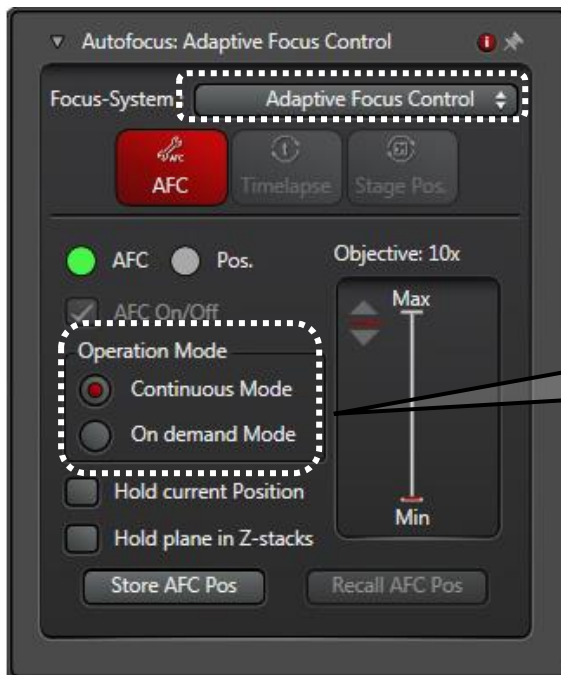 Autofocus: Adaptive Focus Control
Focus-System: Adaptive Focus Control
AFC
AFC Timelapse Stage Pos.
AFC Pos. Objective: 10x
AFC On/Off Max
Operation Mode
Continuous Mode
On demand Mode
Hold current Position
Min
Hold plane in Z-stacks
Store AFC Pos Recall AFC Pos